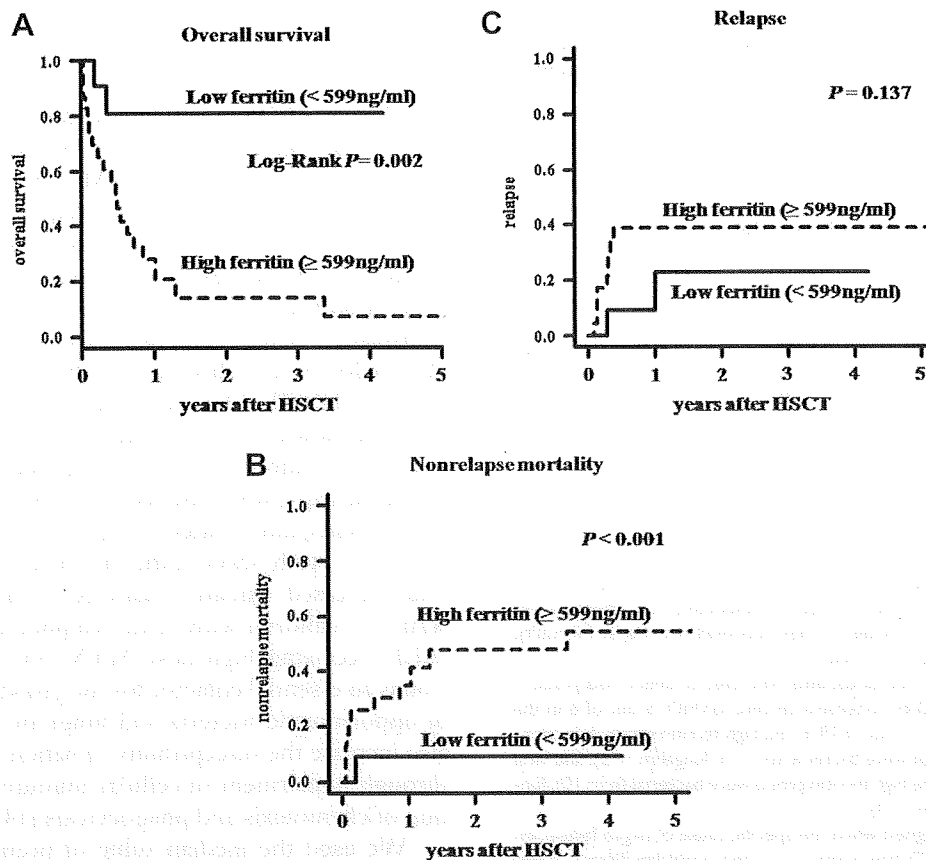 A
Overall survival
1.0
0.8
0.6
0.4
0.2
0.0
overall survival
Low ferritin (< 599ng/ml)
Log-Rank P= 0.002
High ferritin (≥ 599ng/ml)
0 1 2 3 4 5
years after HSCT
C
Relapse
1.0
0.8
0.6
0.4
0.2
0.0
relapse
P = 0.137
High ferritin (≥ 599ng/ml)
Low ferritin (< 599ng/ml)
0 1 2 3 4 5
years after HSCT
B
Nonrelapse mortality
1.0
0.8
0.6
0.4
0.2
0.0
nonrelapse mortality
P < 0.001
High ferritin (≥ 599ng/ml)
Low ferritin (< 599ng/ml)
0 1 2 3 4 5
years after HSCT